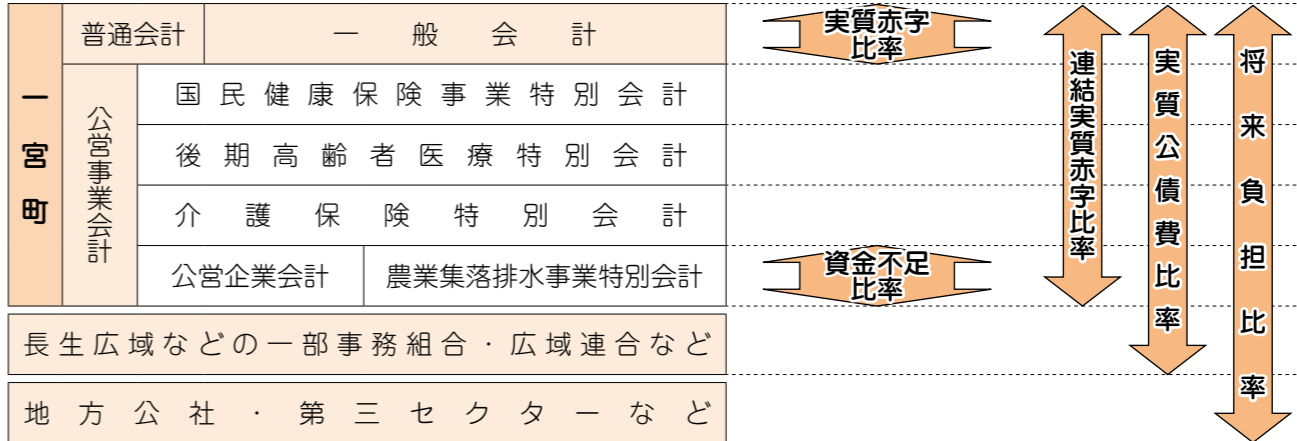 一宮町
普通会計
一般会計
公営事業会計
国民健康保険事業特別会計
後期高齢者医療特別会計
介護保険特別会計
公営企業会計
農業集落排水事業特別会計
長生広域などの一部事務組合・広域連合など
地方公社・第三セクターなど
実質赤字
比率
資金不足
比率
連結実質赤字比率
実質公債費比率
将来負担比率